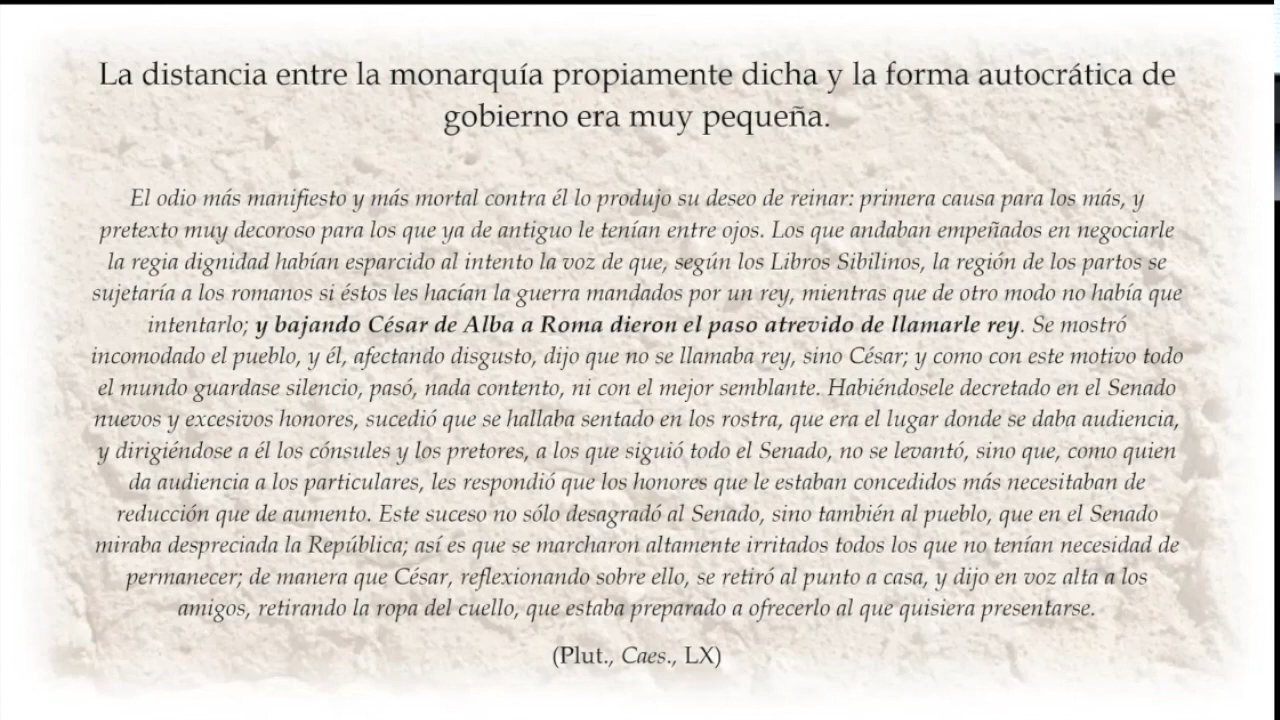 La distancia entre la monarquía propiamente dicha y la forma autocrática de
gobierno era muy pequeña.
El odio más manifiesto y más mortal contra él lo produjo su deseo de reinar: primera causa para los más, y
pretexto muy decoroso para los que ya de antiguo le tenían entre ojos. Los que andaban empeñados en negociarle
la regia dignidad habían esparcido al intento la voz de que, según los Libros Sibilinos, la región de los partos se
sujetaría a los romanos si éstos les hacían la guerra mandados por un rey, mientras que de otro modo no había que
intentarlo; y bajando César de Alba a Roma dieron el paso atrevido de llamarle rey. Se mostró
incomodado el pueblo, y él, afectando disgusto, dijo que no se llamaba rey, sino César; y como con este motivo todo
el mundo guardase silencio, pasó, nada contento, ni con el mejor semblante. Habiéndosele decretado en el Senado
nuevos y excesivos honores, sucedió que se hallaba sentado en los rostra, que era el lugar donde se daba audiencia,
y dirigiéndose a él los cónsules y los pretores, a los que siguió todo el Senado, no se levantó, sino que, como quien
da audiencia a los particulares, les respondió que los honores que le estaban concedidos más necesitaban de
reducción que de aumento. Este suceso no sólo desagradó al Senado, sino también al pueblo, que en el Senado
miraba despreciada la República; así es que se marcharon altamente irritados todos los que no tenían necesidad de
permanecer; de manera que César, reflexionando sobre ello, se retiró al punto a casa, y dijo en voz alta a los
amigos, retirando la ropa del cuello, que estaba preparado a ofrecerlo al que quisiera presentarse.
(Plut., Caes., LX)